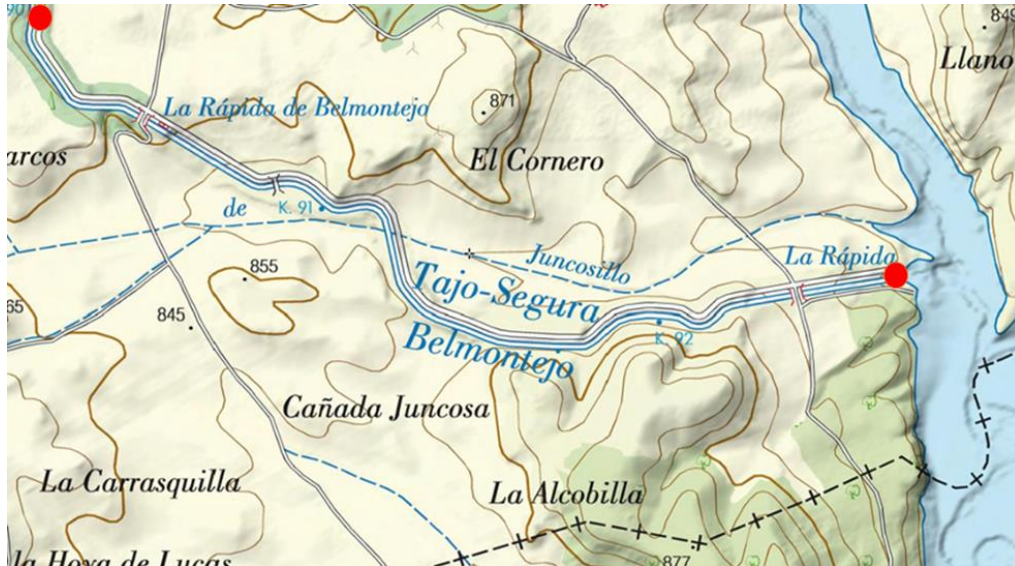 90
849
Llano
La Rápida de Belmontejo
871
arcos
El Cornero
de
K. 91
Juncosillo
La Rápida
855
Tajo-Segura
65
845
K. 92
Belmontejo
Cañada Juncosa
La Carrasquilla
La Alcobilla
la Hoya de Lucas
877